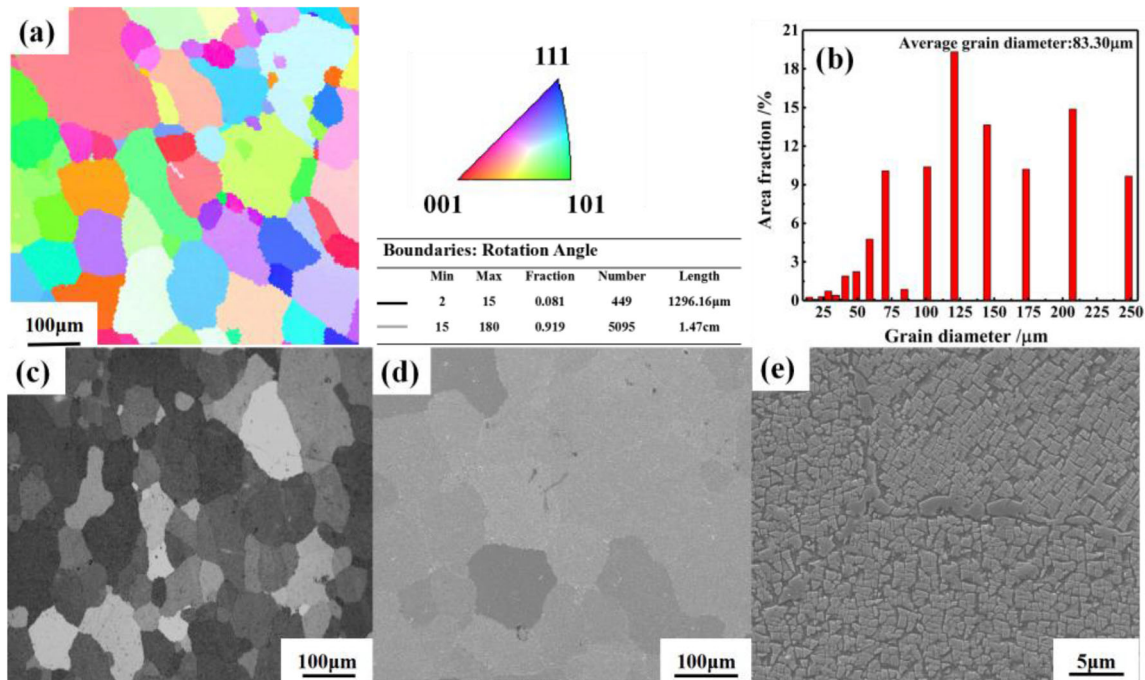 (a)
100μm
111
001
101
Boundaries: Rotation Angle
Min Max Fraction Number Length
2 15 0.081 449 1296.16μm
15 180 0.919 5095 1.47cm
(b)
Average grain diameter:83.30μm
Area fraction /%
21
18
15
12
9
6
3
0
25 50 75 100 125 150 175 200 225 250
Grain diameter /μm
(c)
100μm
(d)
100μm
(e)
5μm